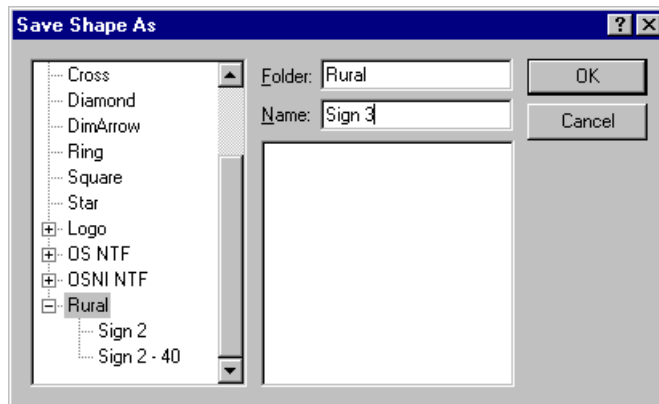 Save Shape As
Cross
Diamond
DimArrow
Ring
Square
Star
Logo
OS NTF
OSNI NTF
Rural
Sign 2
Sign 2 - 40
Folder: Rural
Name: Sign 3
OK
Cancel